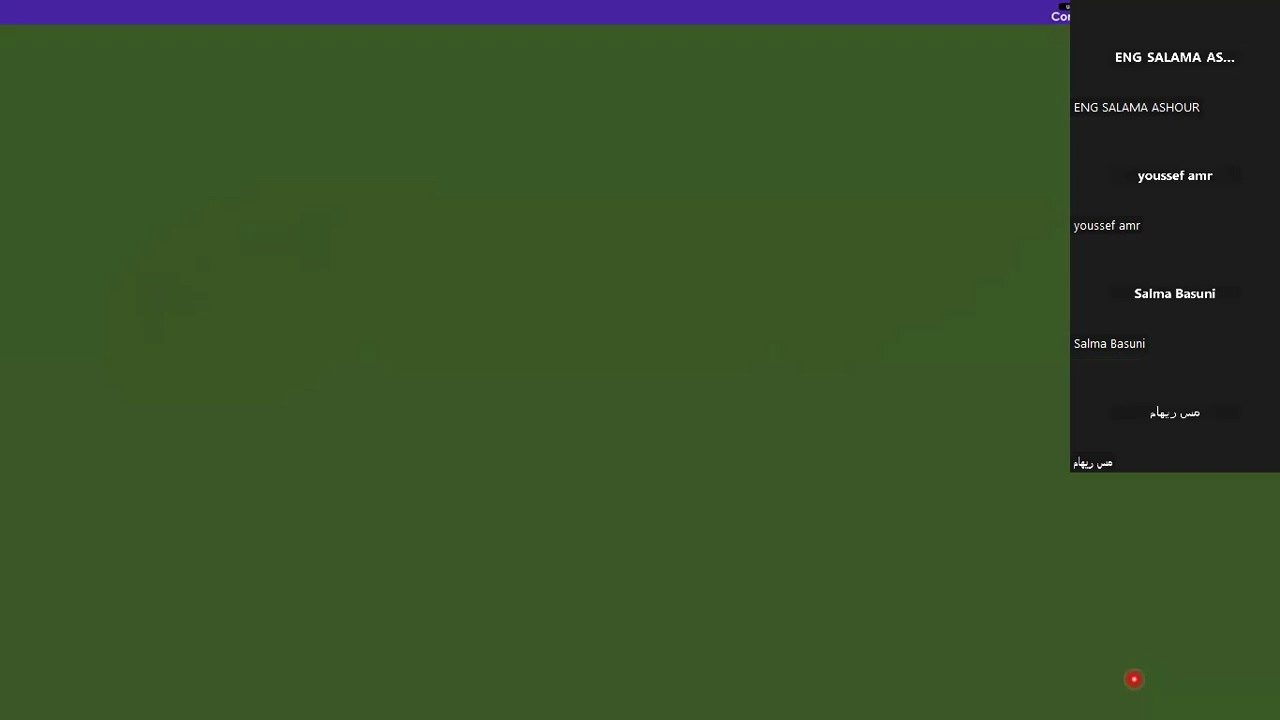 ENG SALAMA AS...
ENG SALAMA ASHOUR
youssef amr
youssef amr
Salma Basuni
Salma Basuni
مس ريهام
مس ريهام